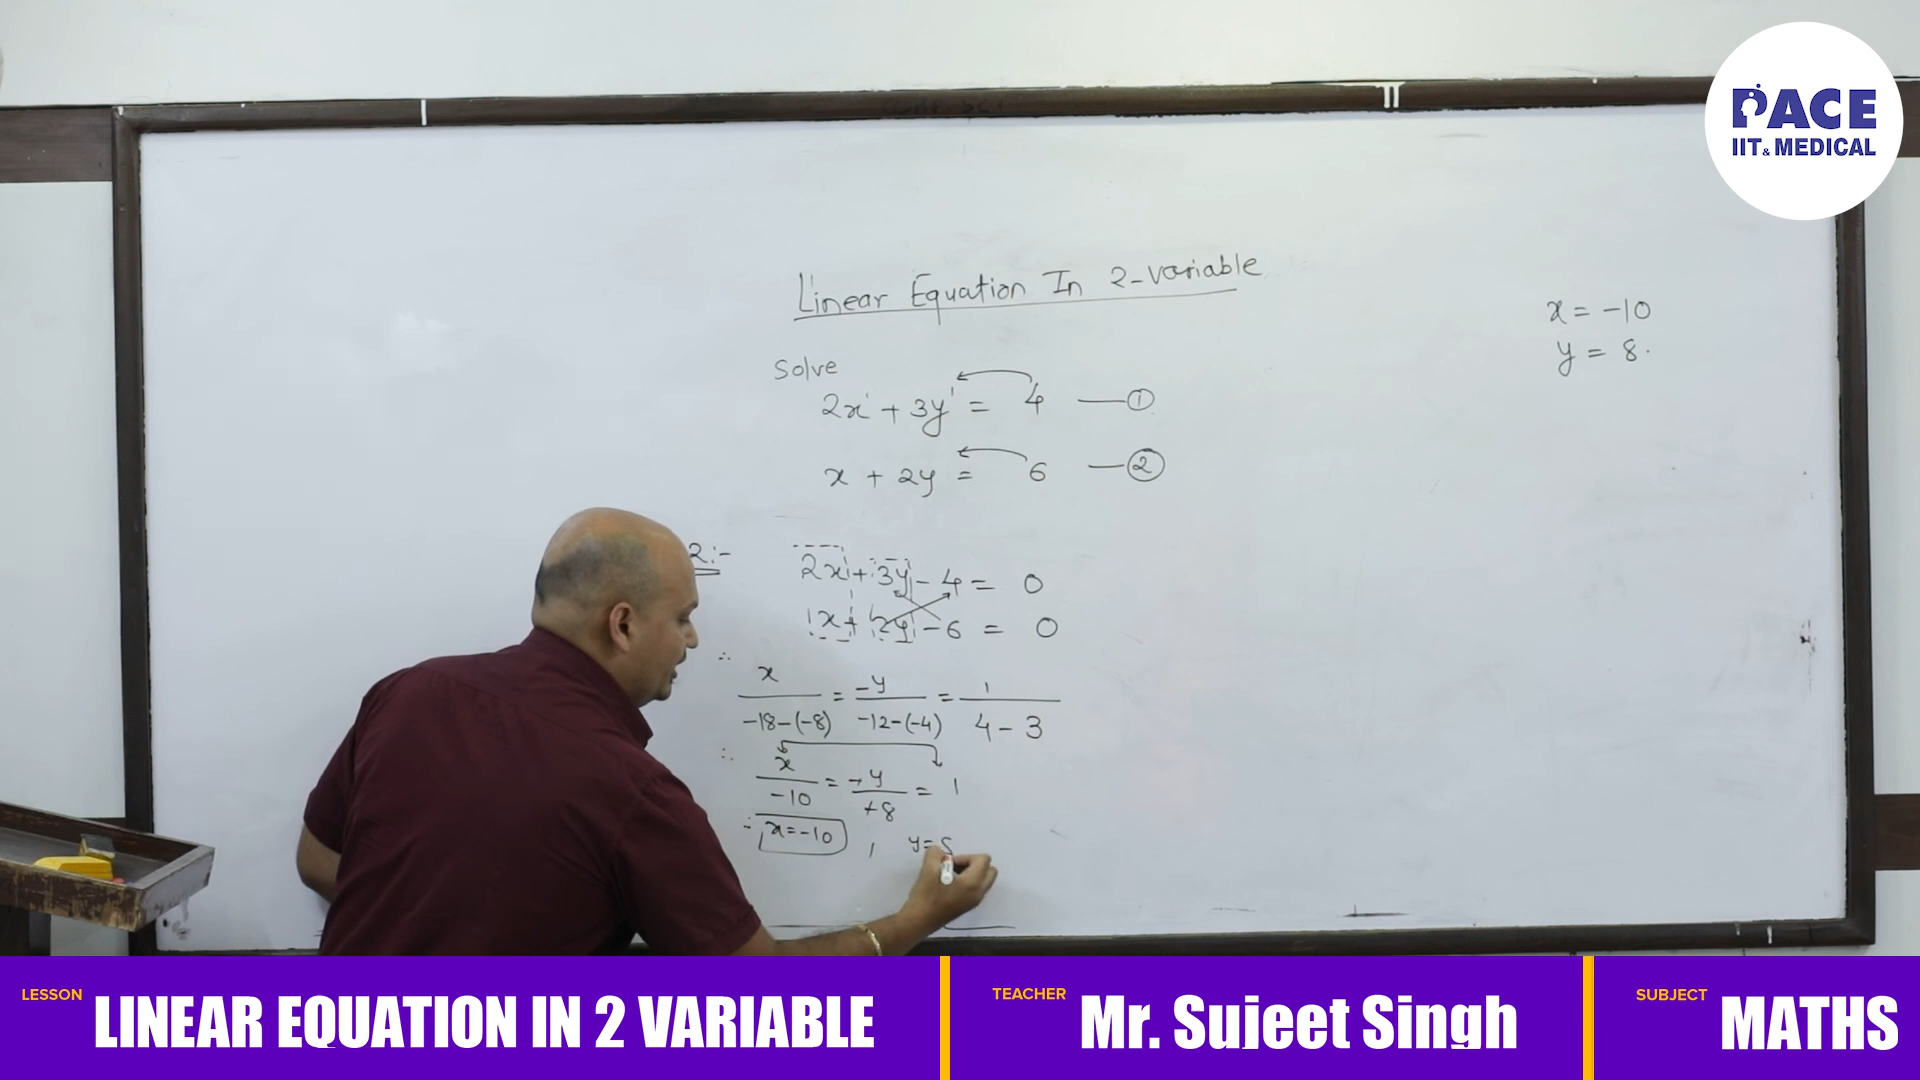 PACE
IIT & MEDICAL
Linear Equation In 2-variable
x = -10
y = 8.
Solve
2x + 3y = 4 — ①
x + 2y = 6 — ②
2:-
2x + 3y - 4 = 0
1x + 2y - 6 = 0
∴ x/(-18-(-8)) = -y/(-12-(-4)) = 1/(4-3)
∴ x/-10 = -y/-8 = 1
∴ x=-10 , y=
LESSON LINEAR EQUATION IN 2 VARIABLE
TEACHER Mr. Sujeet Singh
SUBJECT MATHS